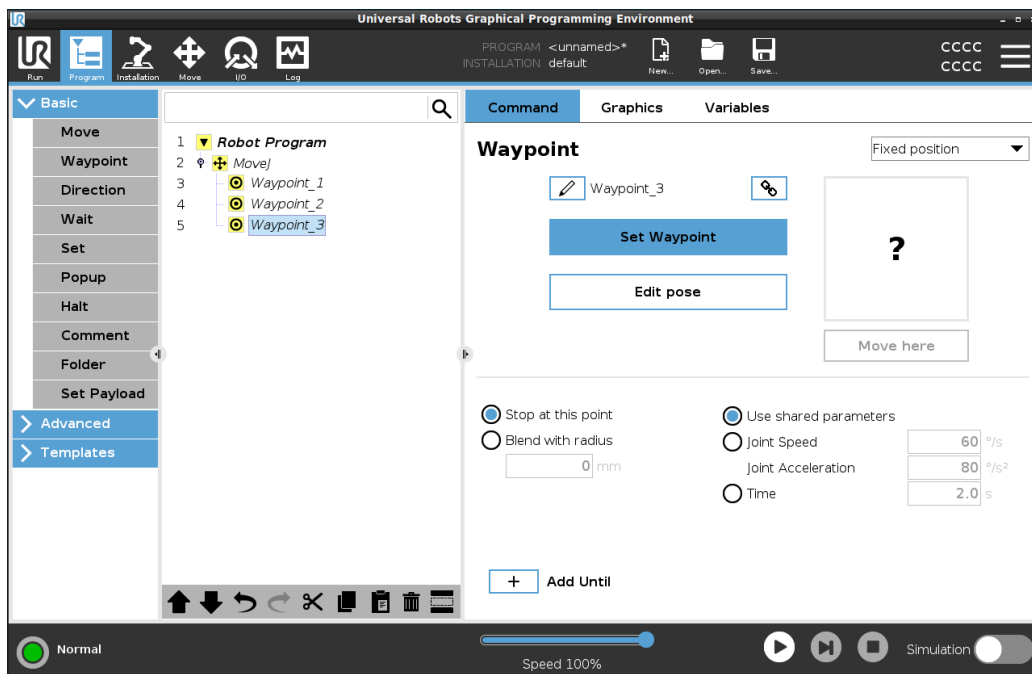 UR
Universal Robots Graphical Programming Environment
Run
Program
Installation
Move
I/O
Log
PROGRAM <unnamed>*
INSTALLATION default
New...
Open...
Save...
CCCC
CCCC
Basic
Move
Waypoint
Direction
Wait
Set
Popup
Halt
Comment
Folder
Set Payload
Advanced
Templates
1 Robot Program
2 MoveJ
3 Waypoint_1
4 Waypoint_2
5 Waypoint_3
Command Graphics Variables
Waypoint
Fixed position
Waypoint_3
Set Waypoint
Edit pose
?
Move here
Stop at this point
Blend with radius
0 mm
Use shared parameters
Joint Speed 60 °/s
Joint Acceleration 80 °/s²
Time 2.0 s
+ Add Until
Normal
Speed 100%
Simulation